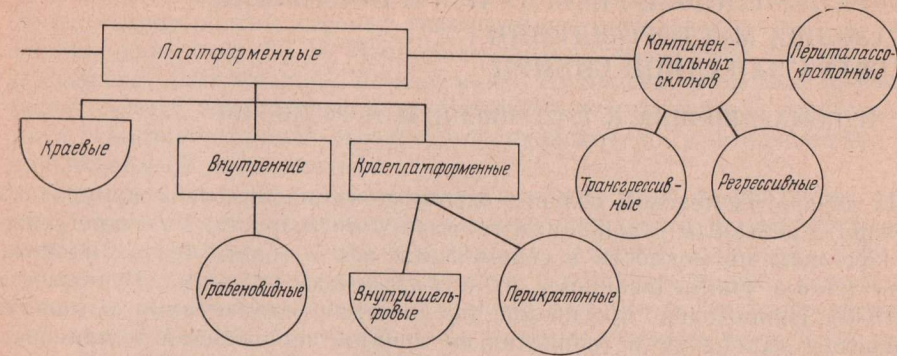 Платформенные
Континен-
тальных
склонов
Периталассо-
кратонные
Краевые
Внутренние
Краеплатформенные
Трансгрессив-
ные
Регрессивные
Грабеновидные
Внутришель-
фовые
Перикратонные